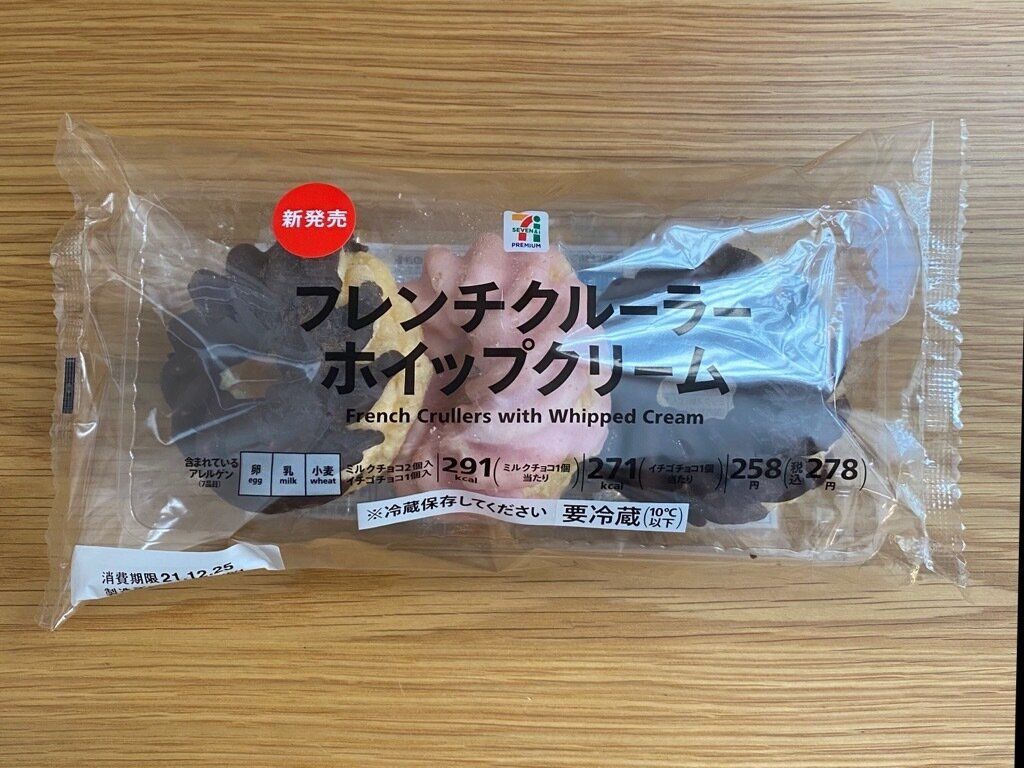 新発売
SEVEN & i
PREMIUM
フレンチクルーラー
ホイップクリーム
French Crullers with Whipped Cream
含まれている
アレルゲン
(7品目)
卵
egg
乳
milk
小麦
wheat
ミルクチョコ2個入
イチゴチョコ1個入
291
kcal
(ミルクチョコ1個
当たり)
271
kcal
(イチゴチョコ1個
当たり)
258
円
(税込278
円)
※冷蔵保存してください 要冷蔵(10℃
以下)
消費期限21.12.25